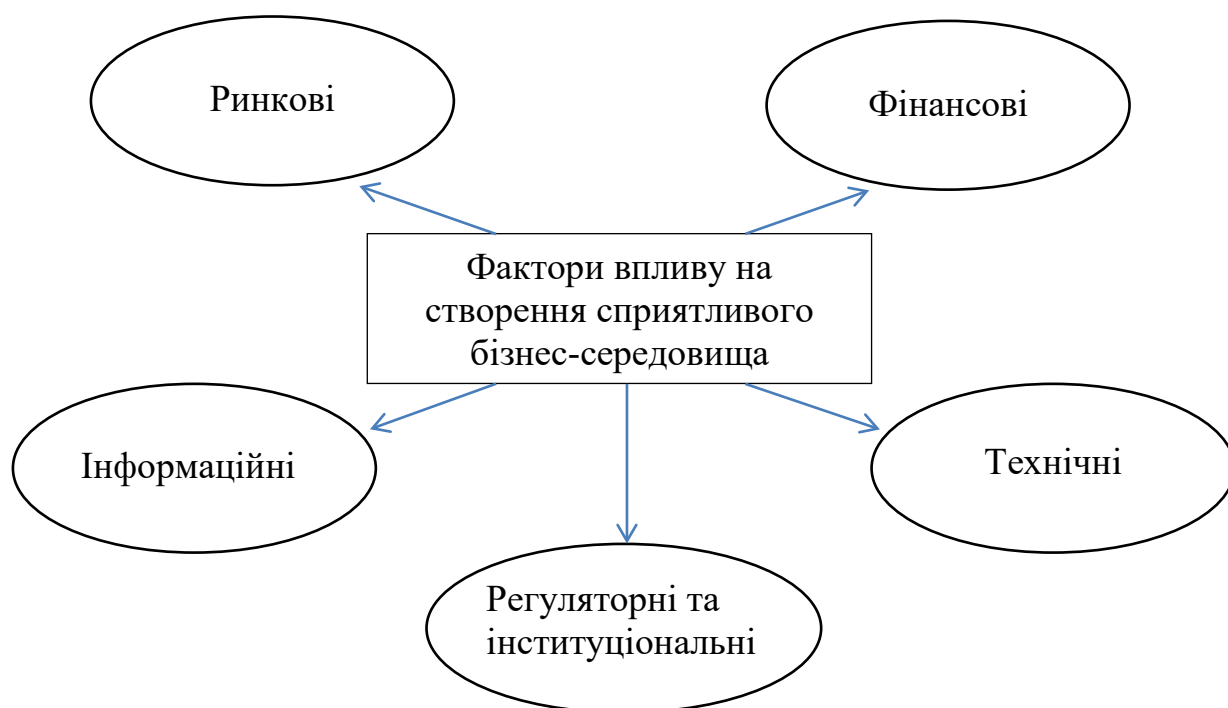 Ринкові
Фінансові
Фактори впливу на
створення сприятливого
бізнес-середовища
Інформаційні
Технічні
Регуляторні та
інституціональні